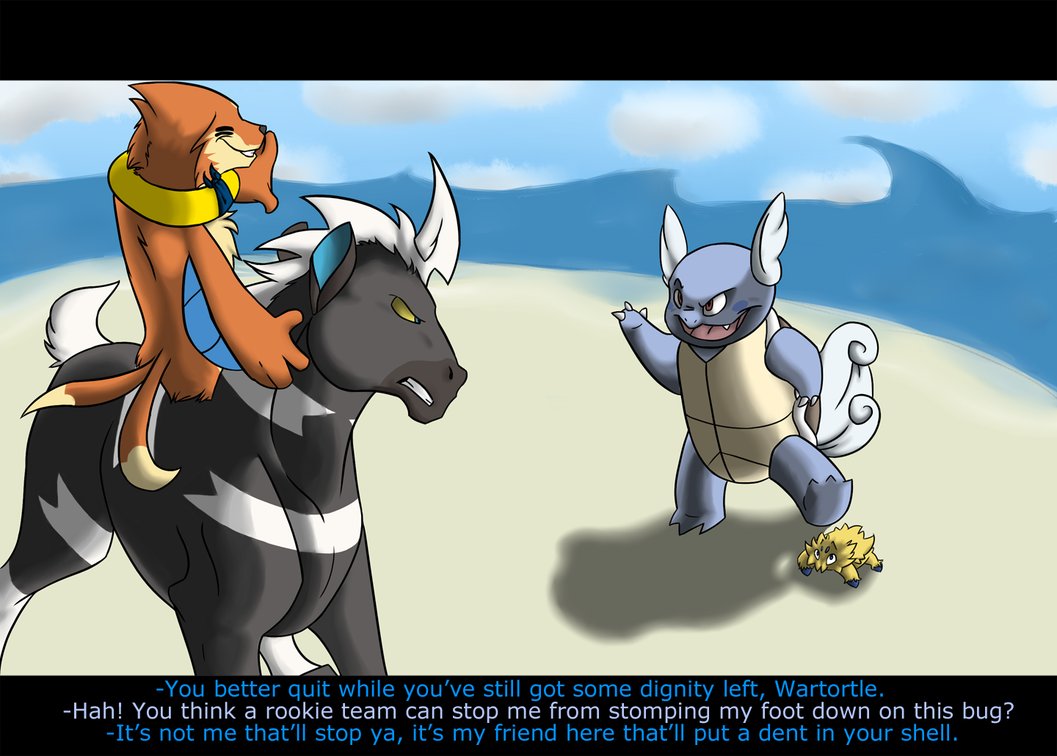 -You better quit while you've still got some dignity left, Wartortle.
-Hah! You think a rookie team can stop me from stomping my foot down on this bug?
-It's not me that'll stop ya, it's my friend here that'll put a dent in your shell.